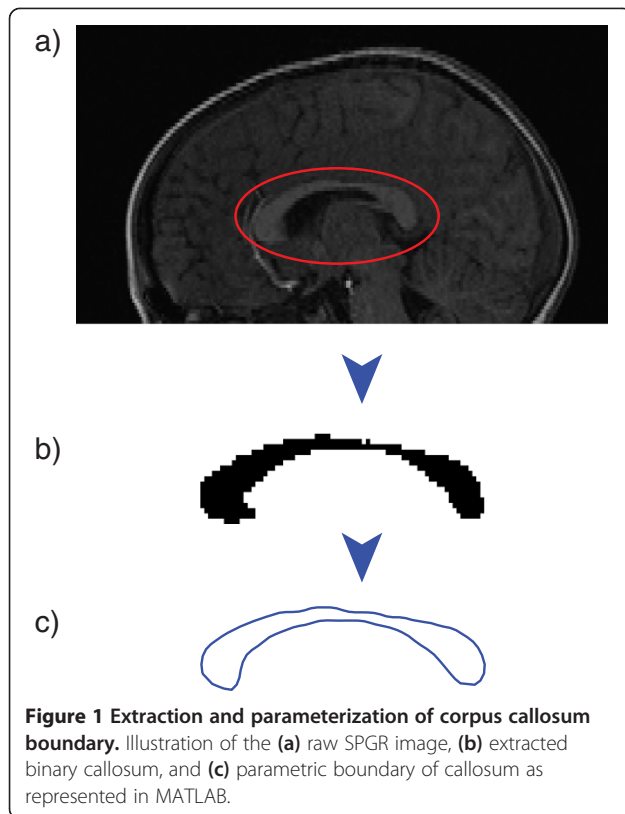 a)
b)
c)
Figure 1 Extraction and parameterization of corpus callosum
boundary. Illustration of the (a) raw SPGR image, (b) extracted
binary callosum, and (c) parametric boundary of callosum as
represented in MATLAB.